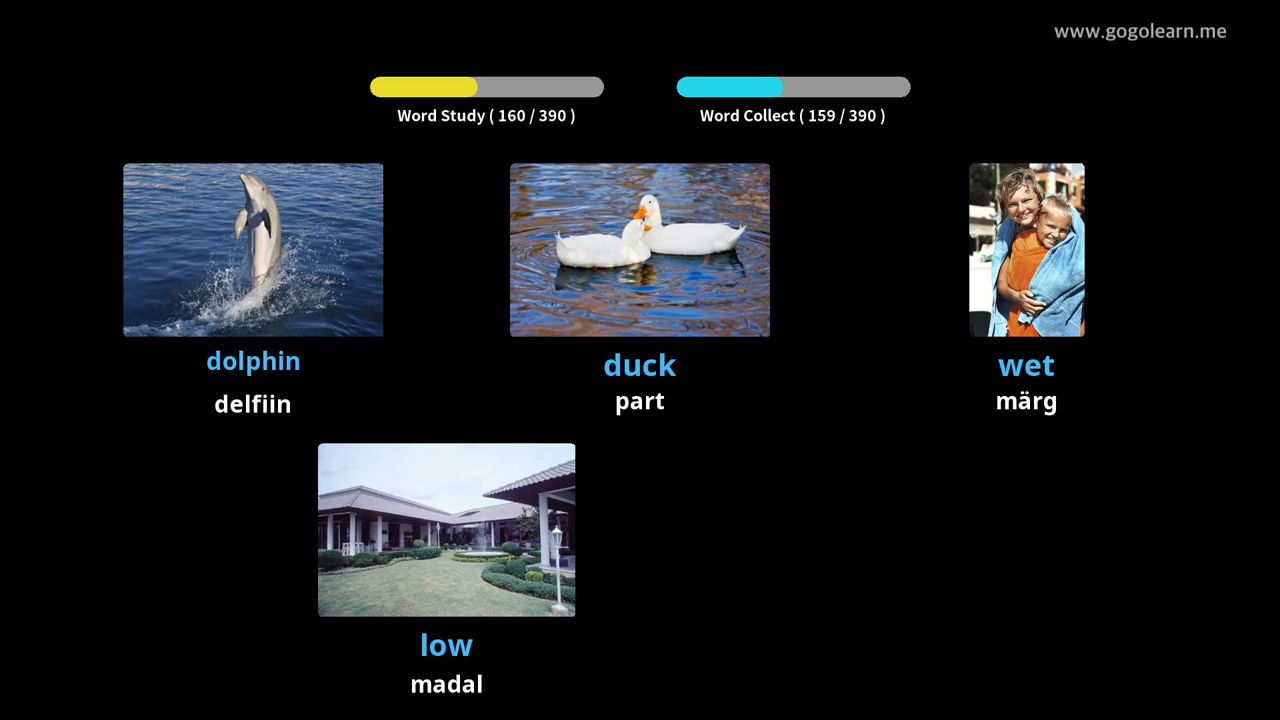 www.gogolearn.me
Word Study ( 160 / 390 )
Word Collect ( 159 / 390 )
dolphin
delfiin
duck
part
wet
märg
low
madal